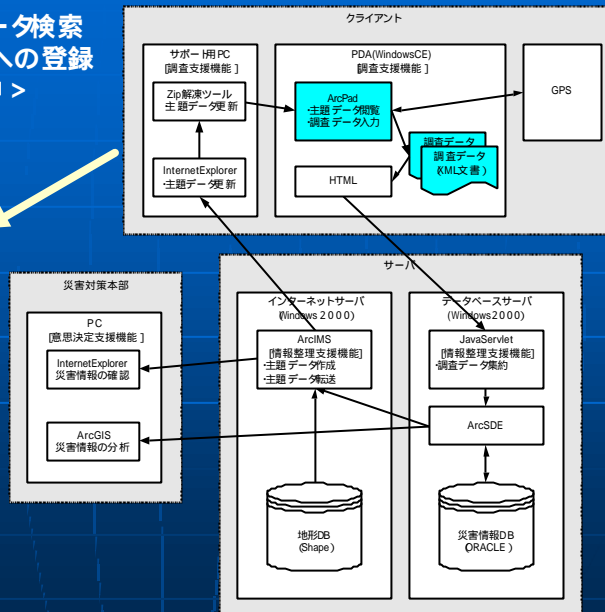 ータ検索
への登録
>
クライアント
サポート用PC
[調査支援機能]
Zip解凍ツール
・主題データ更新
InternetExplorer
・主題データ更新
PDA(WindowsCE)
[調査支援機能]
ArcPad
・主題データ閲覧
・調査データ入力
調査データ
調査データ
(XML文書)
HTML
GPS
サーバ
インターネットサーバ
(Windows2000)
ArcIMS
[情報整理支援機能]
・主題データ作成
・主題データ転送
地形DB
(Shape)
データベースサーバ
(Windows2000)
JavaServlet
[情報整理支援機能]
・調査データ集約
ArcSDE
災害情報DB
(ORACLE)
災害対策本部
PC
[意思決定支援機能]
InternetExplorer
災害情報の確認
ArcGIS
災害情報の分析